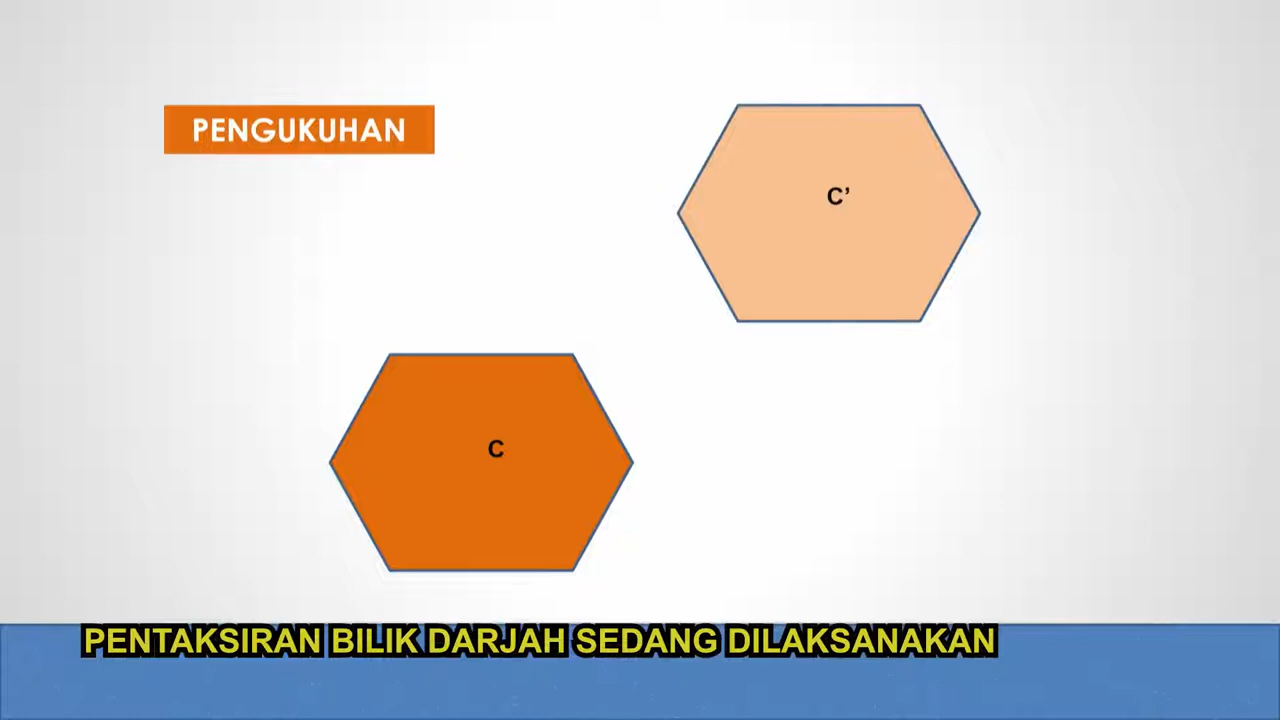 PENGUKUHAN
C’
C
PENTAKSIRAN BILIK DARJAH SEDANG DILAKSANAKAN